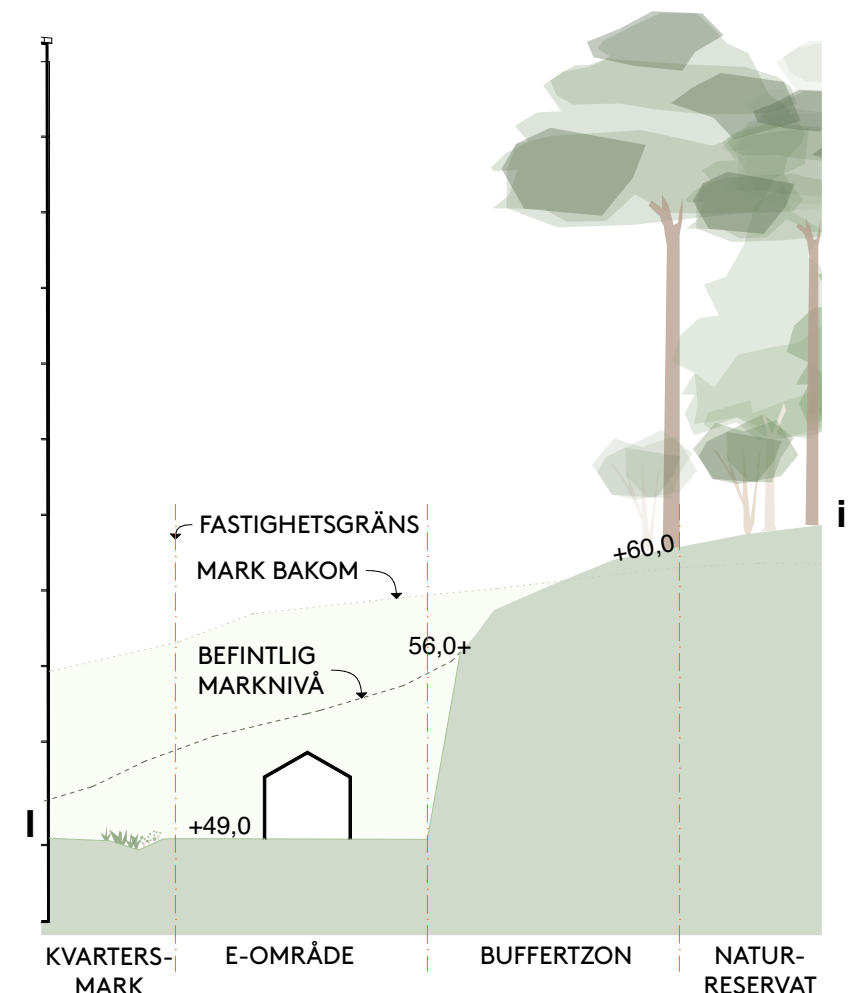 i
FASTIGHETSGRÄNS
+60,0
MARK BAKOM
56,0+
BEFINTLIG
MARKNIVÅ
I
+49,0
KVARTERS-
MARK
E-OMRÅDE
BUFFERTZON
NATUR-
RESERVAT